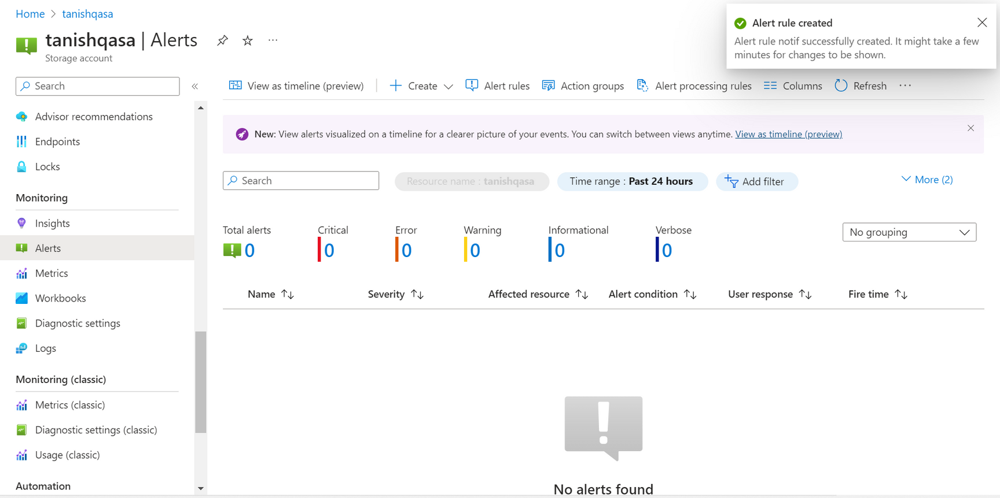 Home > tanishqasa
tanishqasa | Alerts
Storage account
Alert rule created
Alert rule notif successfully created. It might take a few
minutes for changes to be shown.
Search
Advisor recommendations
Endpoints
Locks
Monitoring
Insights
Alerts
Metrics
Workbooks
Diagnostic settings
Logs
Monitoring (classic)
Metrics (classic)
Diagnostic settings (classic)
Usage (classic)
Automation
View as timeline (preview) Create Alert rules Action groups Alert processing rules Columns Refresh
New: View alerts visualized on a timeline for a clearer picture of your events. You can switch between views anytime. View as timeline (preview)
Search Resource name : tanishqasa Time range : Past 24 hours Add filter More (2)
Total alerts Critical Error Warning Informational Verbose
0 0 0 0 0 0
No grouping
Name Severity Affected resource Alert condition User response Fire time
No alerts found